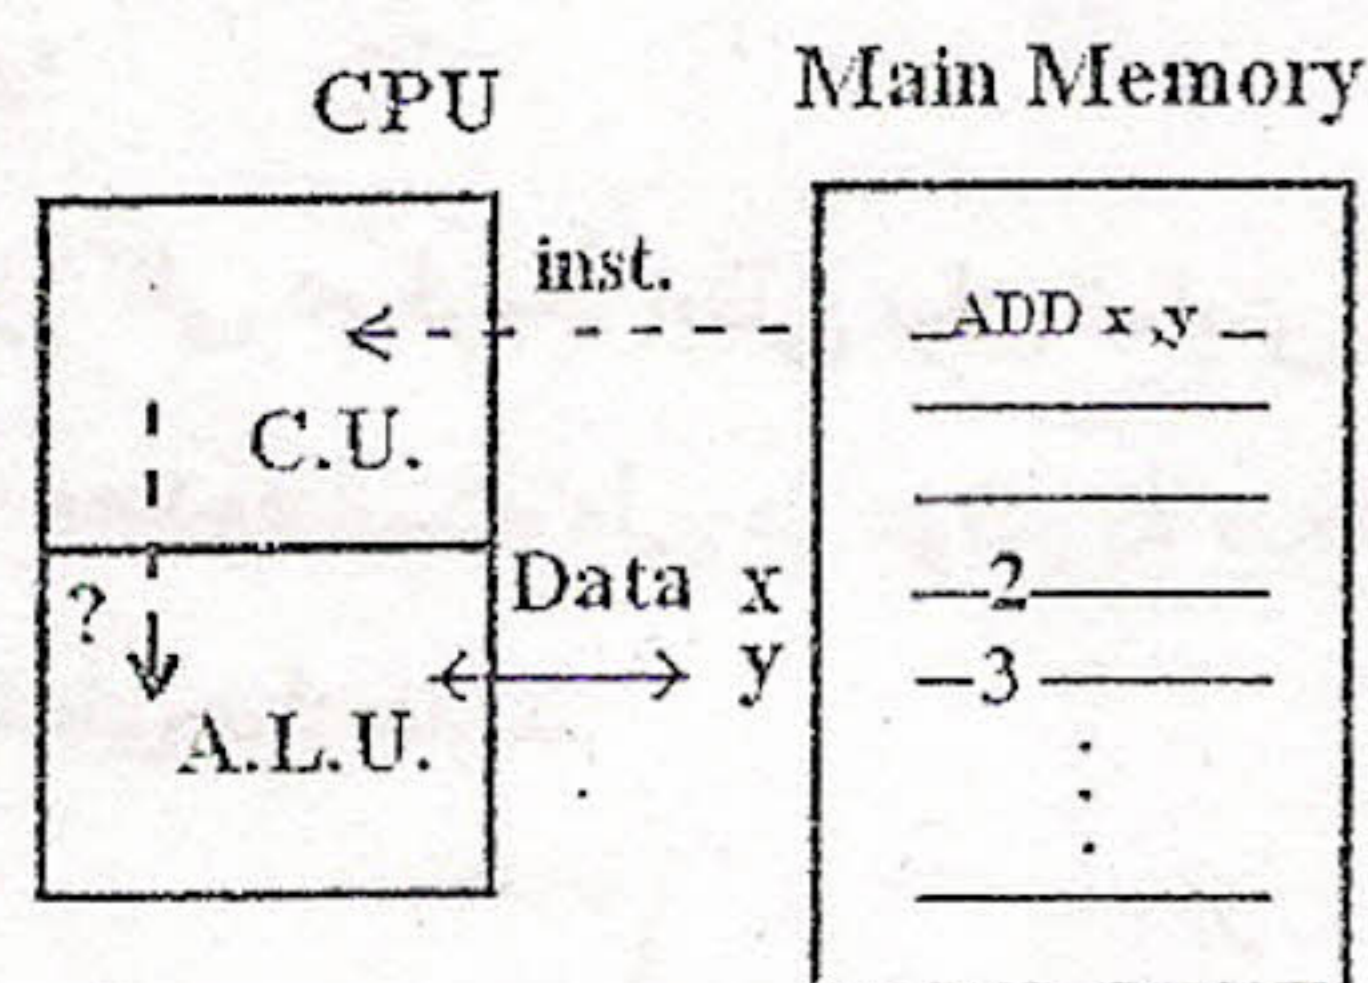 CPU
Main Memory
inst.
ADD x ,y
C.U.
?
Data x
y
2
3
A.L.U.